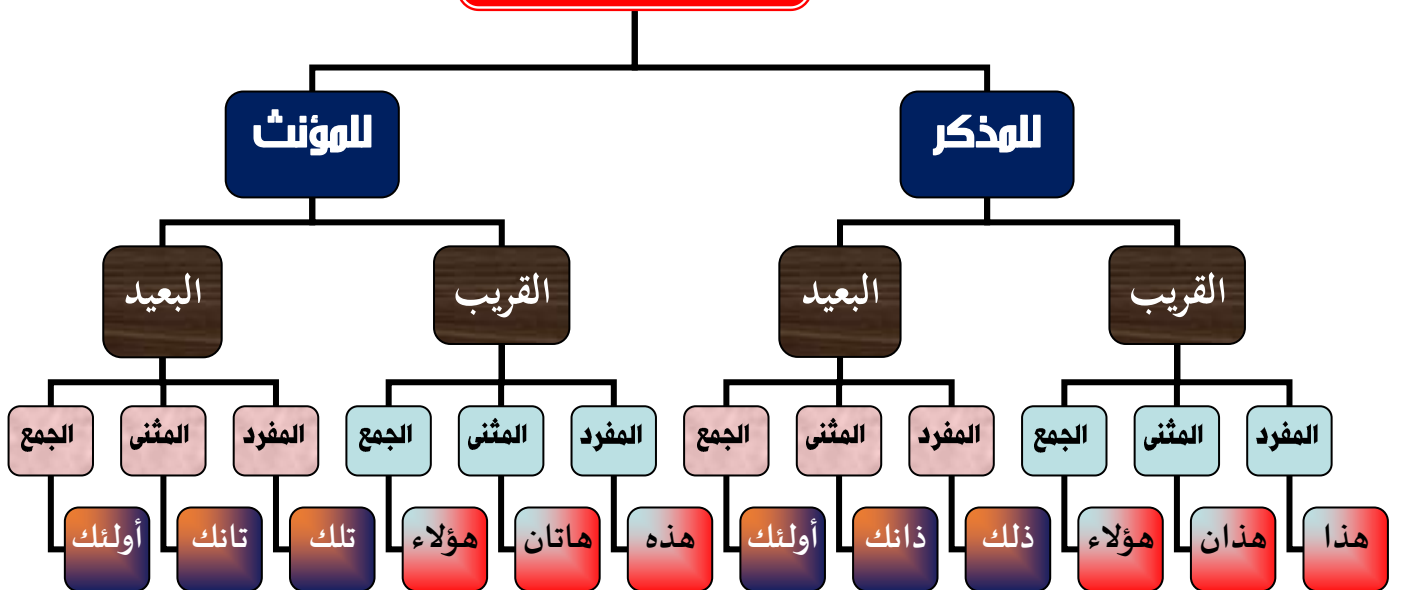 للمذكر
للمؤنث
القريب
البعيد
القريب
البعيد
المفرد
المثنى
الجمع
المفرد
المثنى
الجمع
المفرد
المثنى
الجمع
المفرد
المثنى
الجمع
هذا
هذان
هؤلاء
ذلك
ذانك
أولئك
هذه
هاتان
هؤلاء
تلك
تانك
أولئك